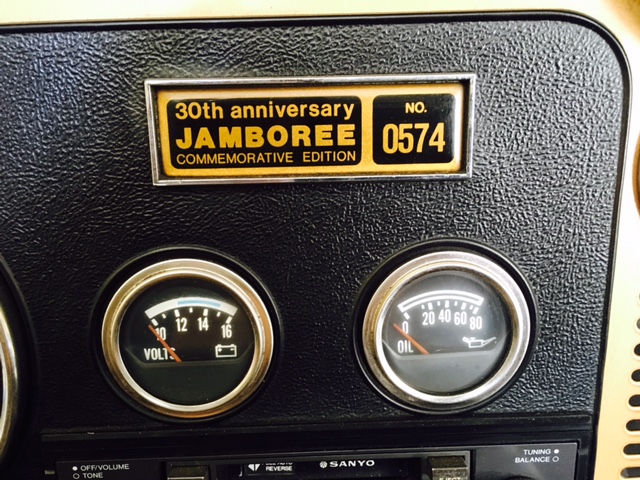 30th anniversary
JAMBOREE
COMMEMORATIVE EDITION
NO.
0574
10 12 14 16
VOLTS
0 20 40 60 80
OIL
OFF/VOLUME
TONE
REVERSE
SANYO
TUNING
BALANCE